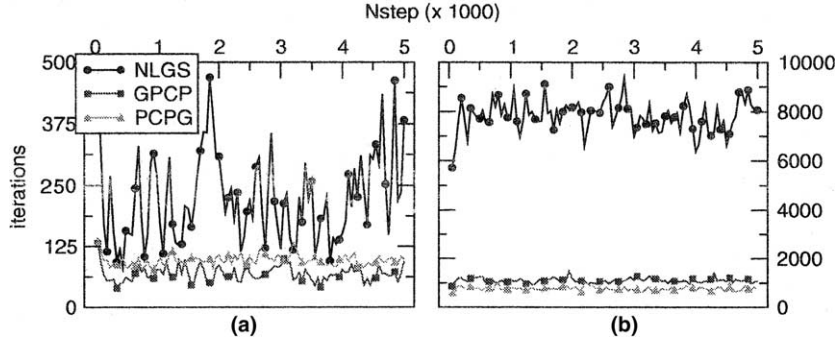 Nstep (x 1000)
0 1 2 3 4 5 0 1 2 3 4 5
500 10000
NLGS
GPCP
PCPG
375 8000
iterations
250 6000
4000
125 2000
0 0
(a) (b)